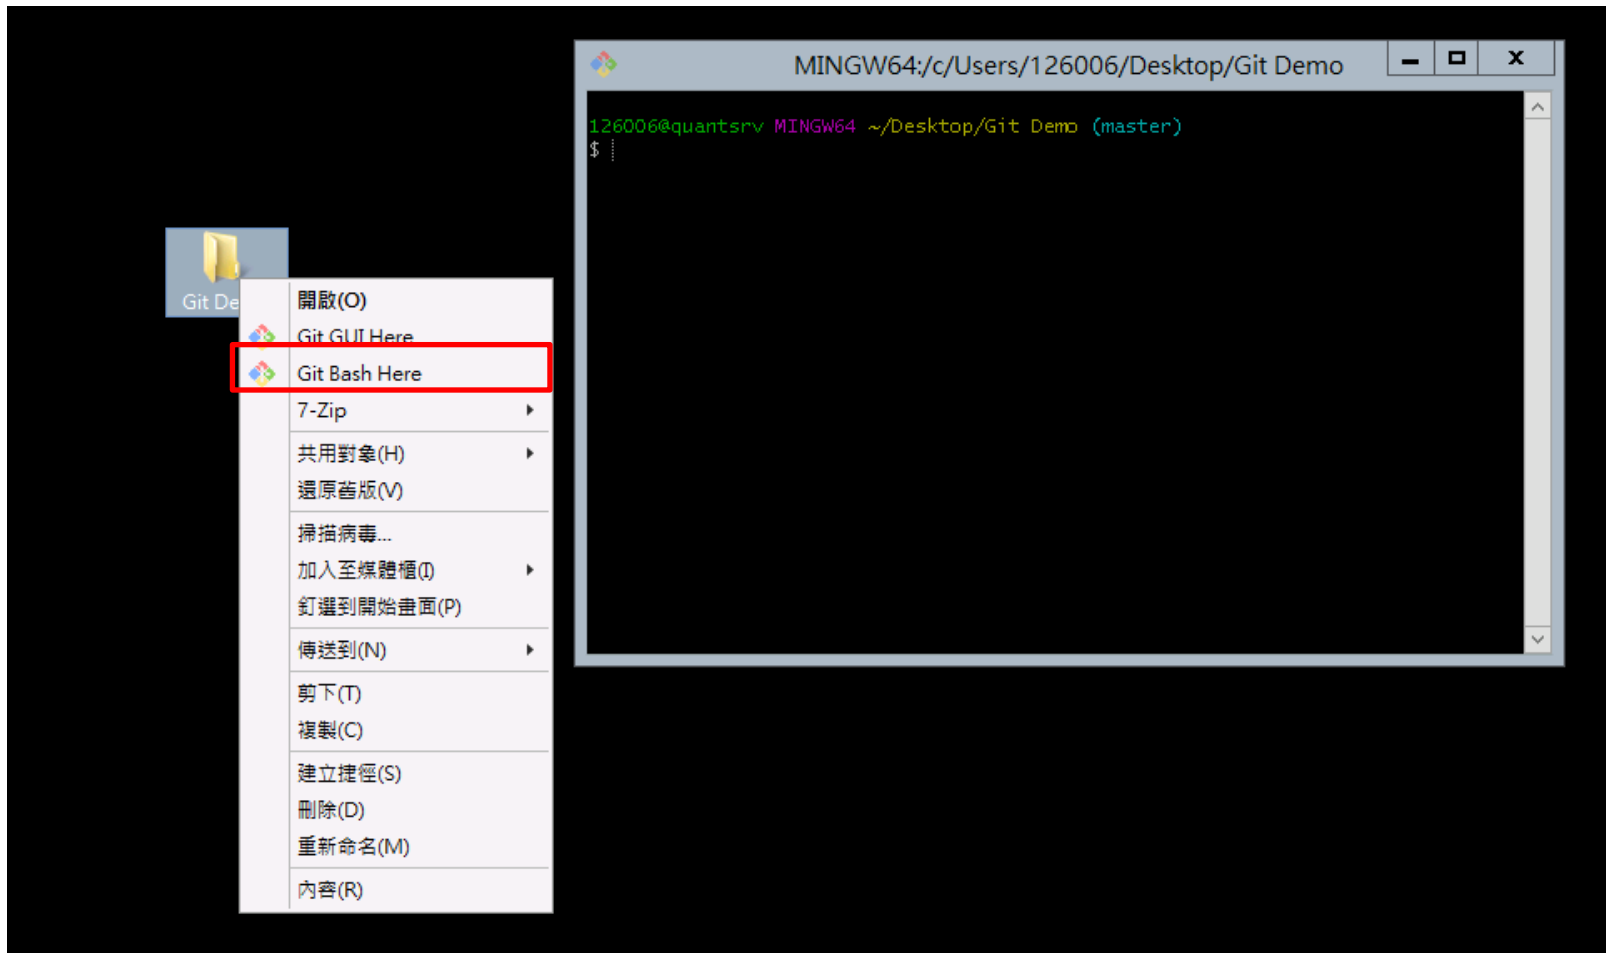 MINGW64:/c/Users/126006/Desktop/Git Demo
126006@quantsrv MINGW64 ~/Desktop/Git Demo (master)
$
Git De
開啟(O)
Git GUI Here
Git Bash Here
7-Zip
共用對象(H)
還原舊版(V)
掃描病毒...
加入至媒體櫃(I)
釘選到開始畫面(P)
傳送到(N)
剪下(T)
複製(C)
建立捷徑(S)
刪除(D)
重新命名(M)
內容(R)